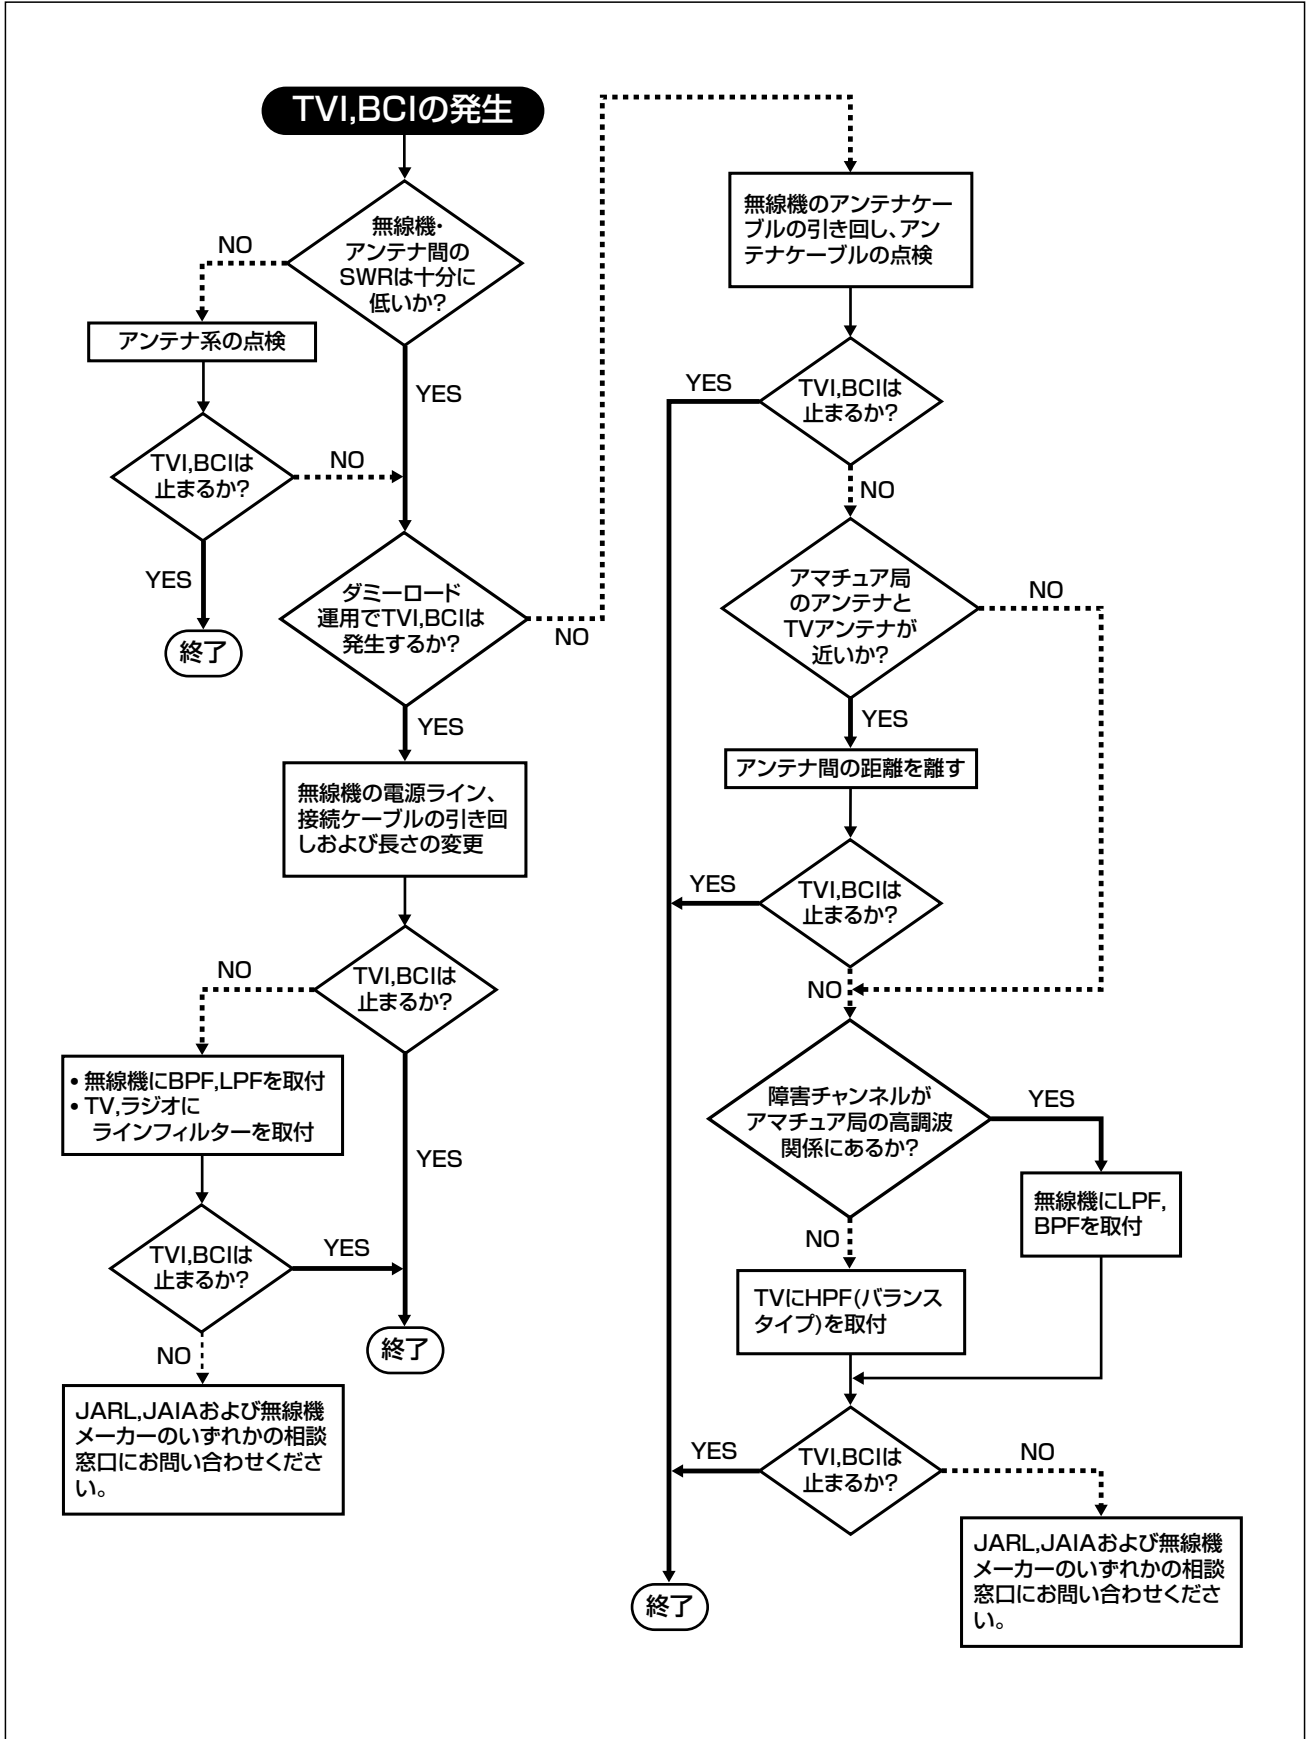 TVI,BCIの発生
無線機・
アンテナ間の
SWRは十分に
低いか?
NO
アンテナ系の点検
YES
TVI,BCIは
止まるか?
NO
YES
終了
ダミーロード
運用でTVI,BCIは
発生するか?
NO
YES
無線機の電源ライン、
接続ケーブルの引き回
しおよび長さの変更
TVI,BCIは
止まるか?
NO
• 無線機にBPF,LPFを取付
• TV,ラジオに
ラインフィルターを取付
YES
TVI,BCIは
止まるか?
YES
終了
NO
JARL,JAIAおよび無線機
メーカーのいずれかの相談
窓口にお問い合わせくださ
い。
無線機のアンテナケー
ブルの引き回し、アン
テナケーブルの点検
TVI,BCIは
止まるか?
YES
NO
アマチュア局
のアンテナと
TVアンテナが
近いか?
NO
YES
アンテナ間の距離を離す
TVI,BCIは
止まるか?
YES
NO
障害チャンネルが
アマチュア局の高調波
関係にあるか?
YES
無線機にLPF,
BPFを取付
NO
TVにHPF(バランス
タイプ)を取付
TVI,BCIは
止まるか?
YES
NO
終了
JARL,JAIAおよび無線機
メーカーのいずれかの相談
窓口にお問い合わせくださ
い。